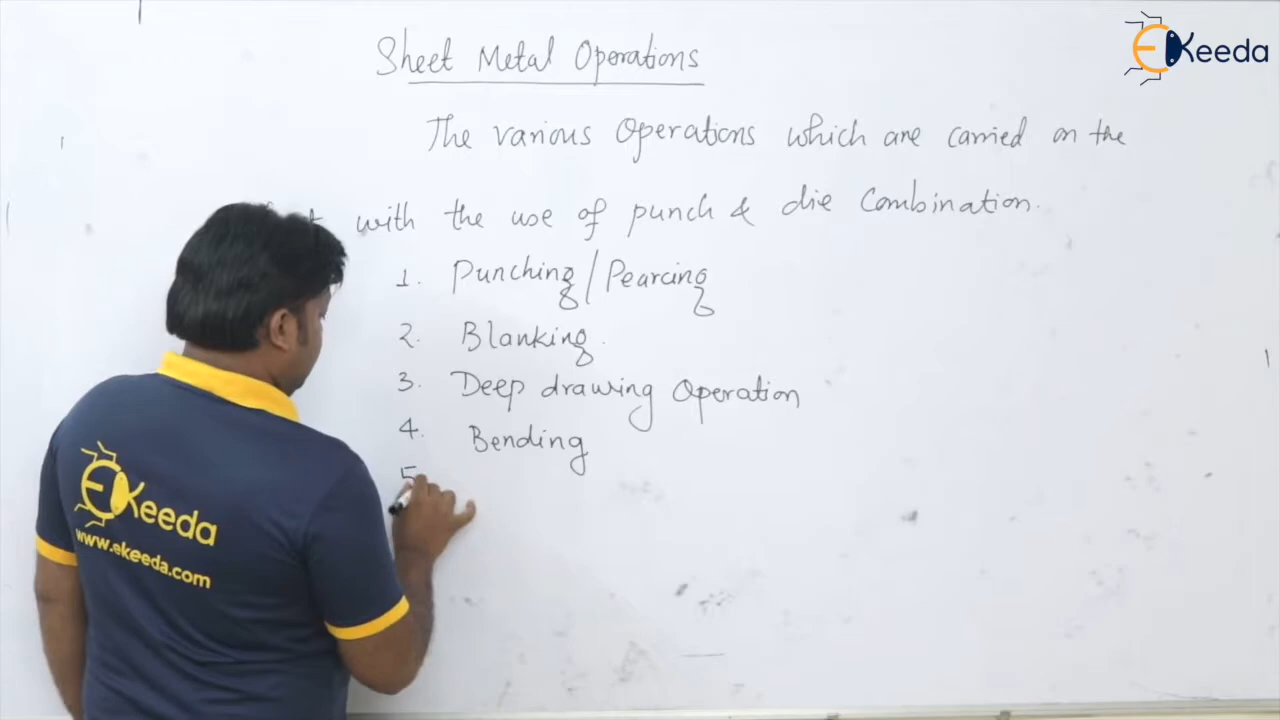 Sheet Metal Operations
EKeeda
The various Operations which are carried on the
with the use of punch & die Combination.
1. Punching/Pearcing
2. Blanking.
3. Deep drawing Operation
4. Bending
5
EKeeda
www.ekeeda.com